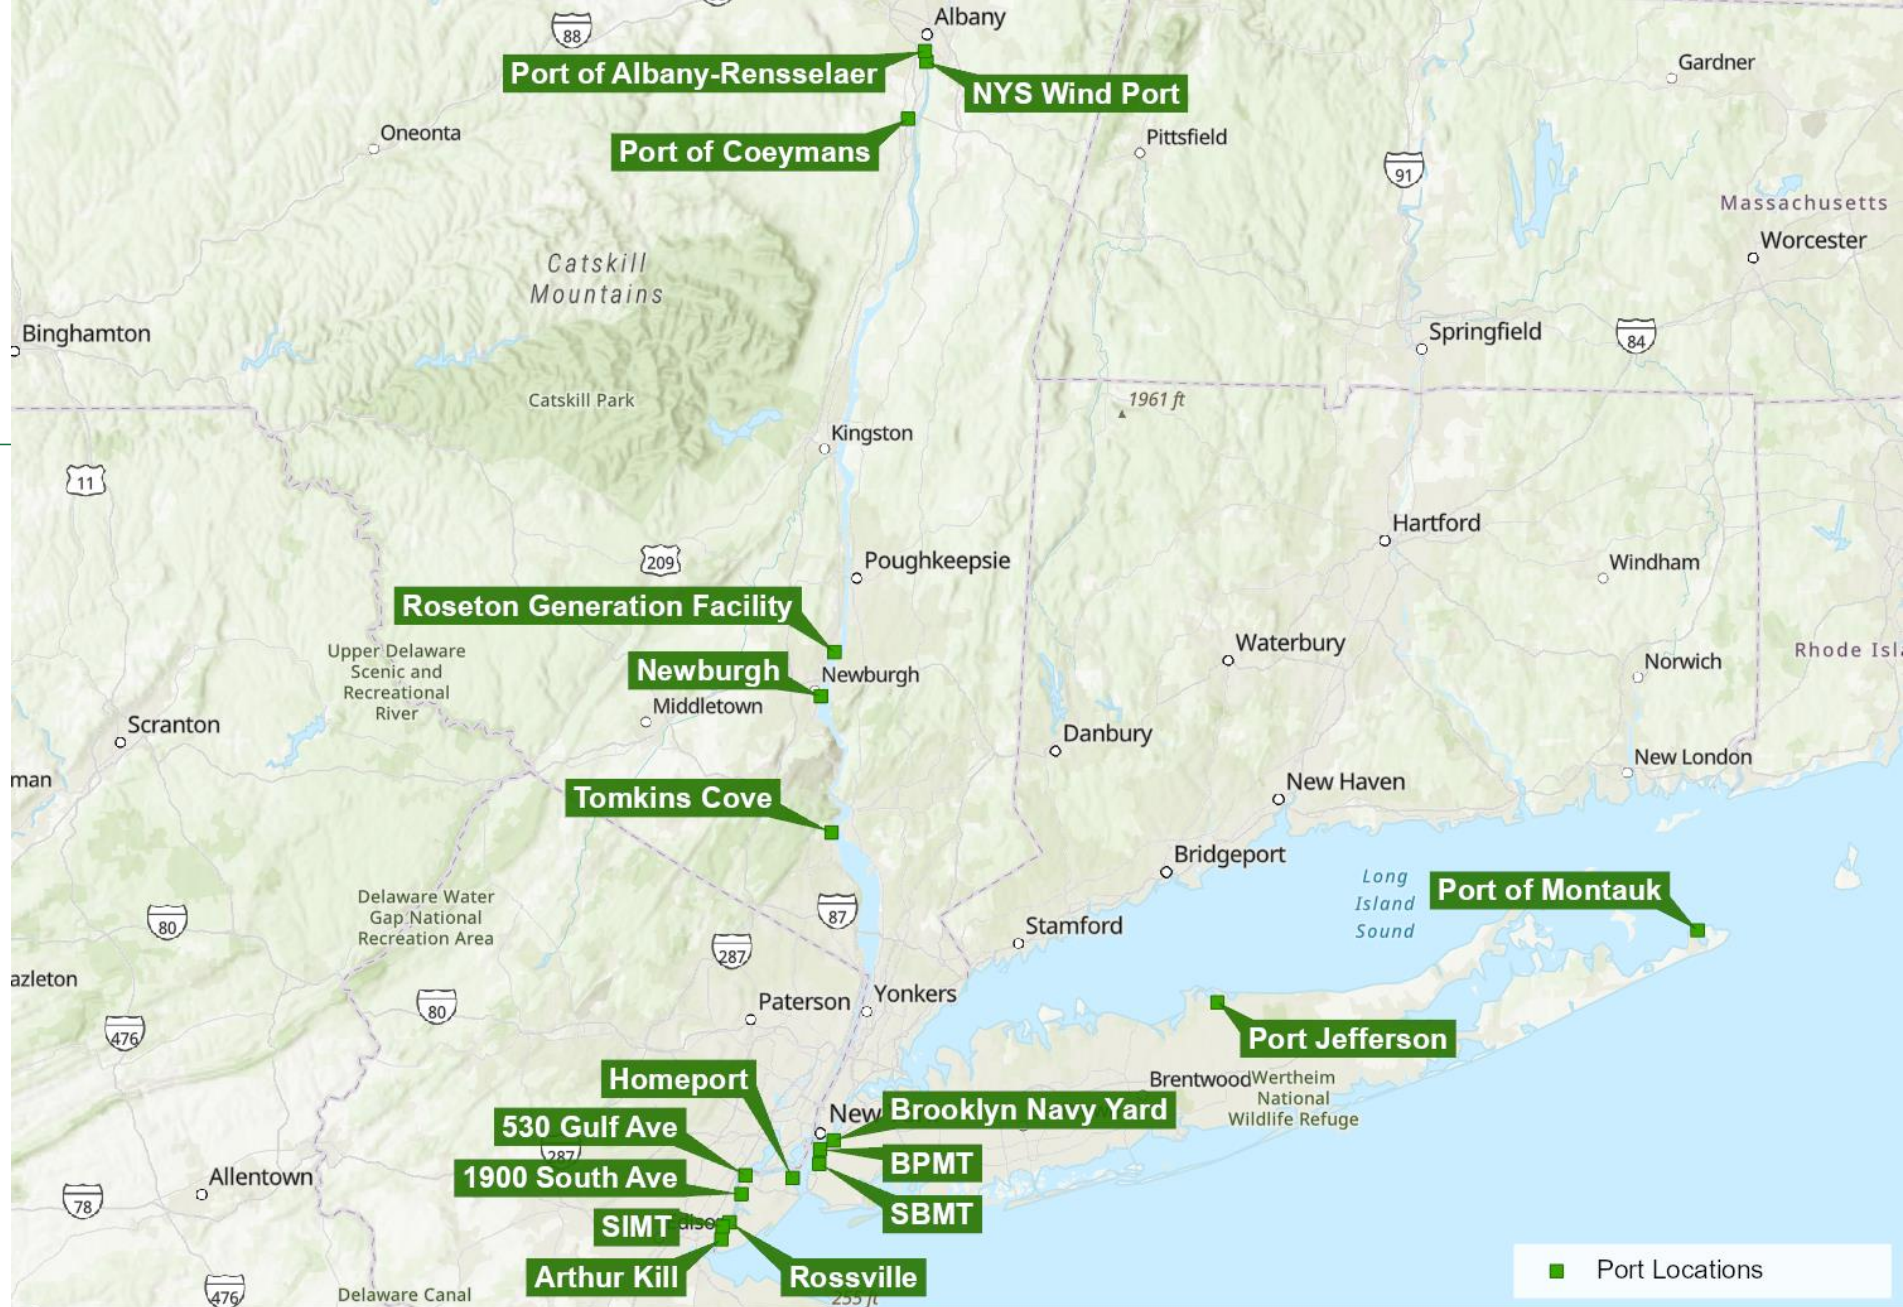 88
Albany
Port of Albany-Rensselaer
NYS Wind Port
Gardner
Port of Coeymans
Oneonta
Pittsfield
91
Massachusetts
Worcester
Catskill
Mountains
Binghamton
Springfield
84
Catskill Park
1961 ft
Kingston
11
Hartford
209
Poughkeepsie
Windham
Roseton Generation Facility
Upper Delaware
Scenic and
Recreational
River
Newburgh
Newburgh
Middletown
Waterbury
Norwich
Rhode Isl
Scranton
Danbury
New London
man
New Haven
Tomkins Cove
Bridgeport
Delaware Water
Gap National
Recreation Area
80
87
Long
Island
Sound
Port of Montauk
Stamford
287
azleton
80
Paterson
Yonkers
476
Port Jefferson
Homeport
Brentwood
Wertheim
National
Wildlife Refuge
New
Brooklyn Navy Yard
530 Gulf Ave
287
BPMT
Allentown
1900 South Ave
78
SIMT
diso
SBMT
Arthur Kill
Rossville
476
Delaware Canal
255 ft
Port Locations